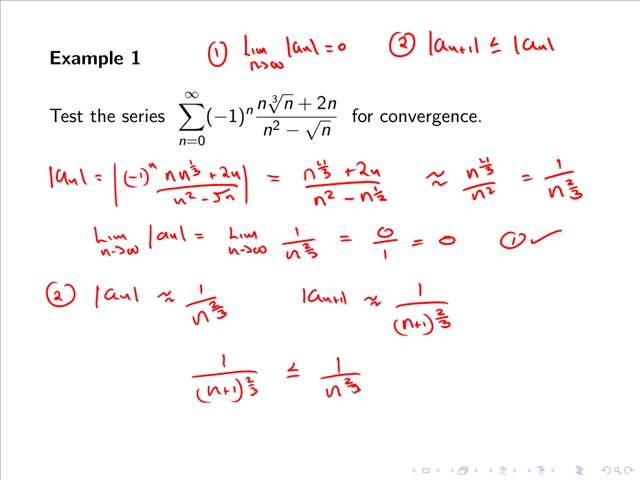 ① Lim n→∞ |an| = 0   ② |an+1| ≤ |an|
Example 1
Test the series ∑_{n=0}^{∞} (−1)^n (n∛n + 2n)/(n² − √n) for convergence.
|an| = |(-1)^n (n n^{1/3} + 2n)/(n² - √n)| = (n^{4/3} + 2n)/(n² - n^{1/2}) ≈ n^{4/3}/n² = 1/n^{2/3}
Lim n→∞ |an| = Lim n→∞ 1/n^{2/3} = 0/1 = 0   ① ✓
② |an| ≈ 1/n^{2/3}   |an+1| ≈ 1/(n+1)^{2/3}
1/(n+1)^{2/3} ≤ 1/n^{2/3}